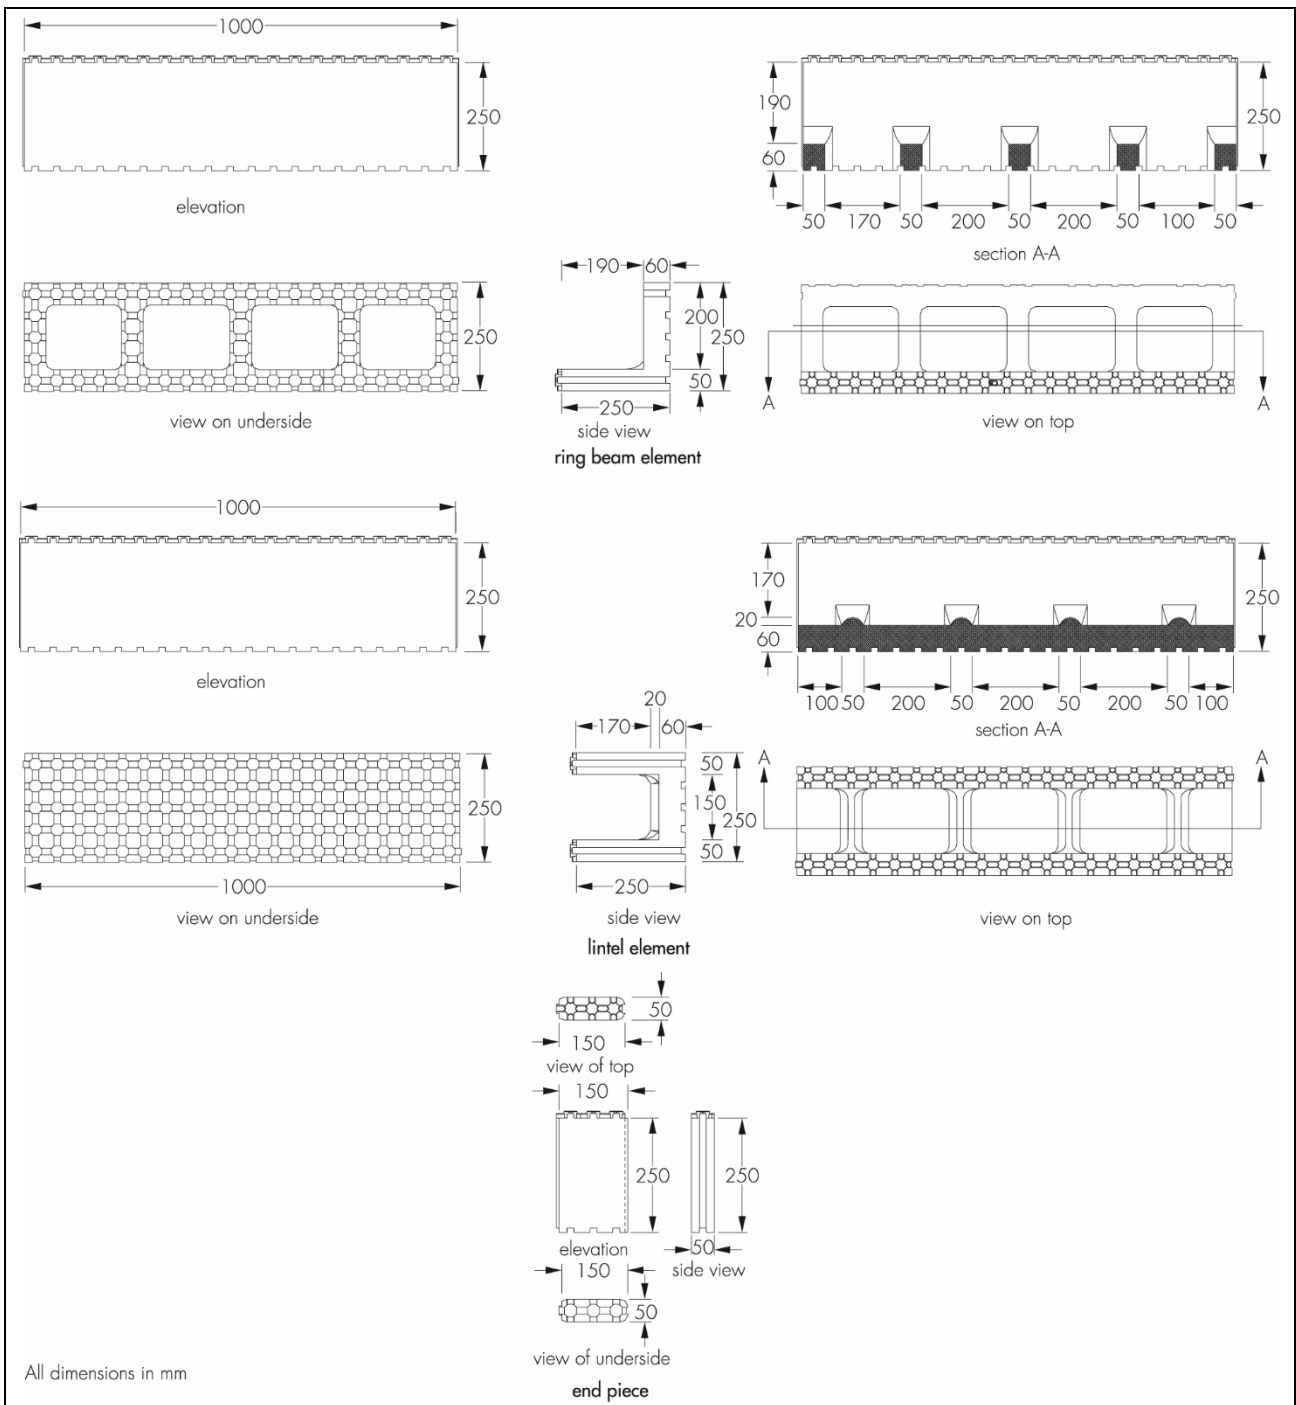 1000
250
elevation
190
60
250
50 170 50 200 50 200 50 100 50
section A-A
250
view on underside
190 60
200
250
50
250
side view
ring beam element
A A
view on top
1000
250
elevation
170
20
60
250
100 50 200 50 200 50 200 50 100
section A-A
250
1000
view on underside
20
170 60
50
150
250
50
250
side view
lintel element
A A
view on top
50
150
view of top
150
250
250
elevation
50
side view
150
50
view of underside
end piece
All dimensions in mm